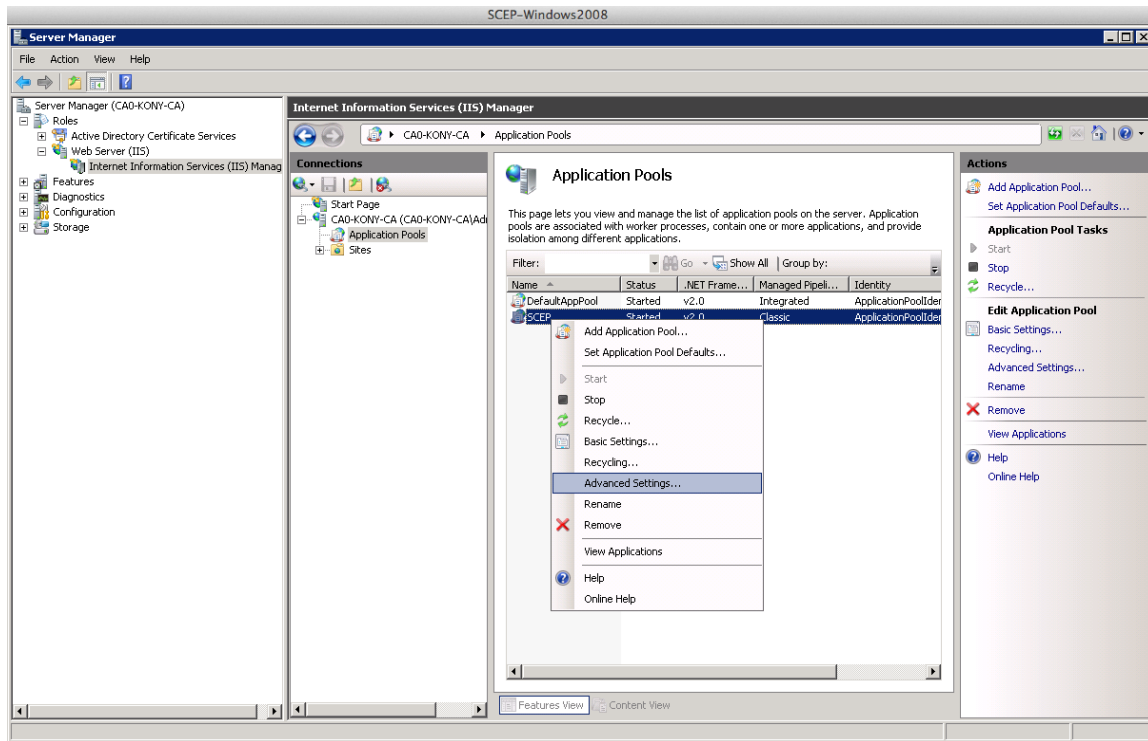 SCEP-Windows2008
Server Manager
File Action View Help
Server Manager (CA0-KONY-CA)
Roles
Active Directory Certificate Services
Web Server (IIS)
Internet Information Services (IIS) Manag
Features
Diagnostics
Configuration
Storage
Internet Information Services (IIS) Manager
CA0-KONY-CA Application Pools
Connections
Start Page
CA0-KONY-CA (CA0-KONY-CA\Ad
Application Pools
Sites
Application Pools
This page lets you view and manage the list of application pools on the server. Application
pools are associated with worker processes, contain one or more applications, and provide
isolation among different applications.
Filter: Go Show All Group by:
Name Status .NET Frame... Managed Pipeli... Identity
DefaultAppPool Started v2.0 Integrated ApplicationPoolIder
SCEP Started v2.0 Classic ApplicationPoolIder
Add Application Pool...
Set Application Pool Defaults...
Start
Stop
Recycle...
Basic Settings...
Recycling...
Advanced Settings...
Rename
Remove
View Applications
Help
Online Help
Features View Content View
Actions
Add Application Pool...
Set Application Pool Defaults...
Application Pool Tasks
Start
Stop
Recycle...
Edit Application Pool
Basic Settings...
Recycling...
Advanced Settings...
Rename
Remove
View Applications
Help
Online Help